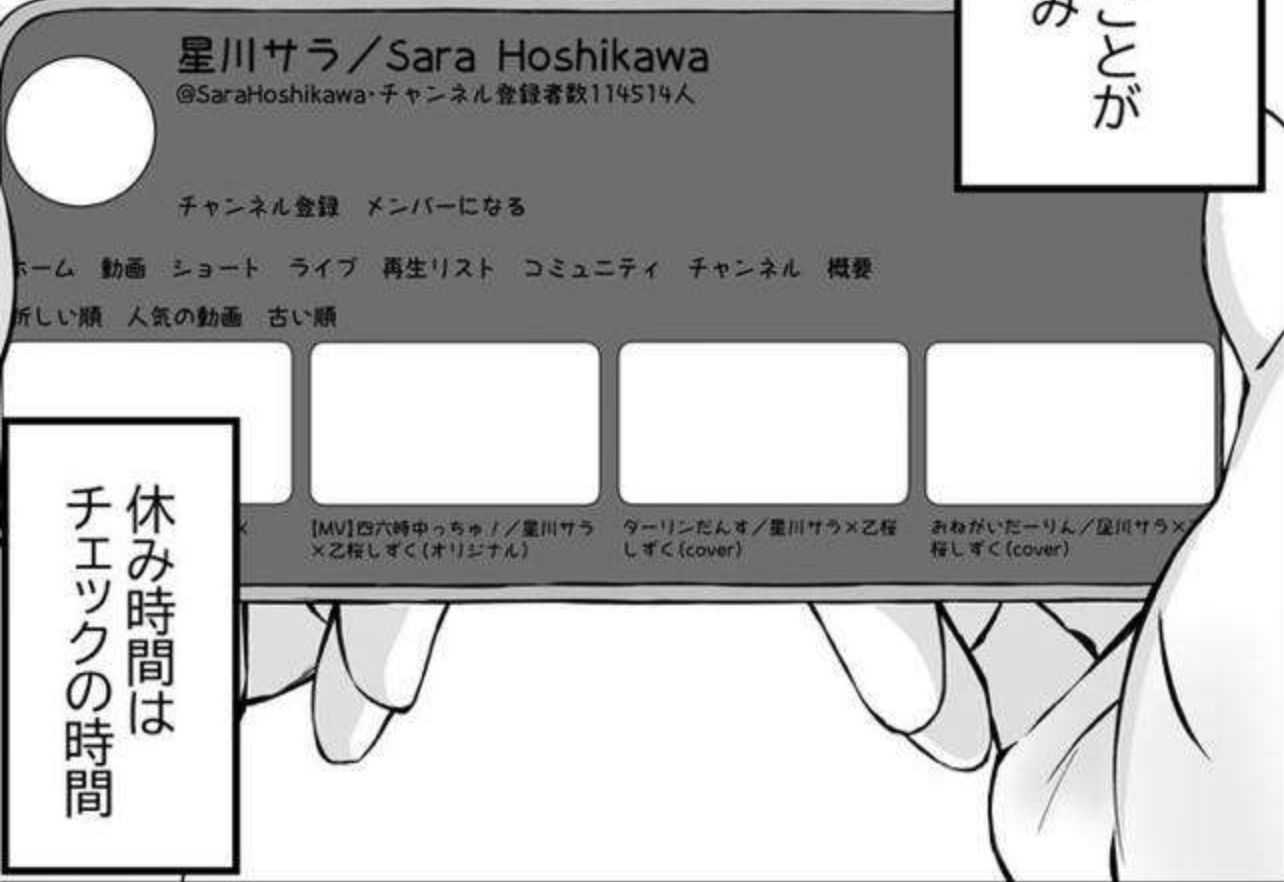 ことが
み
星川サラ／Sara Hoshikawa
@SaraHoshikawa・チャンネル登録者数114514人
チャンネル登録　メンバーになる
ホーム　動画　ショート　ライブ　再生リスト　コミュニティ　チャンネル　概要
新しい順　人気の動画　古い順
×
【MV】四六時中っちゅ！／星川サラ
×乙桜しずく(オリジナル)
ダーリンだんす／星川サラ×乙桜
しずく(cover)
おねがいだーりん／星川サラ×乙
桜しずく(cover)
休み時間は
チェックの時間